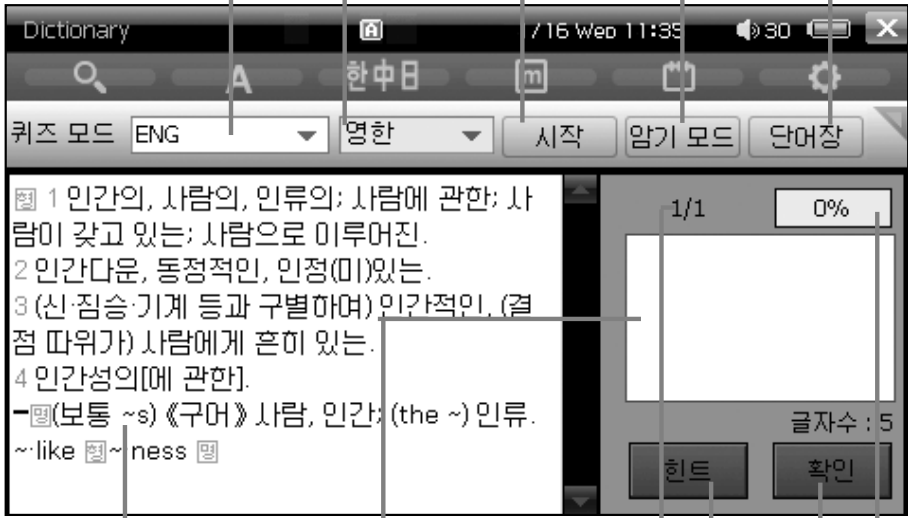 Dictionary A /16 Wed 11:35 30
A 한中日 m
퀴즈 모드 ENG 영한 시작 암기 모드 단어장
형 1 인간의, 사람의, 인류의; 사람에 관한; 사
람이 갖고 있는; 사람으로 이루어진.
2 인간다운, 동정적인, 인정(미)있는.
3 (신·짐승·기계 등과 구별하여) 인간적인, (결
점 따위가) 사람에게 흔히 있는.
4 인간성의[에 관한].
━명(보통 ~s) 《구어》 사람, 인간; (the ~) 인류.
~·like 형 ~·ness 명
1/1 0%
글자수 : 5
힌트 확인